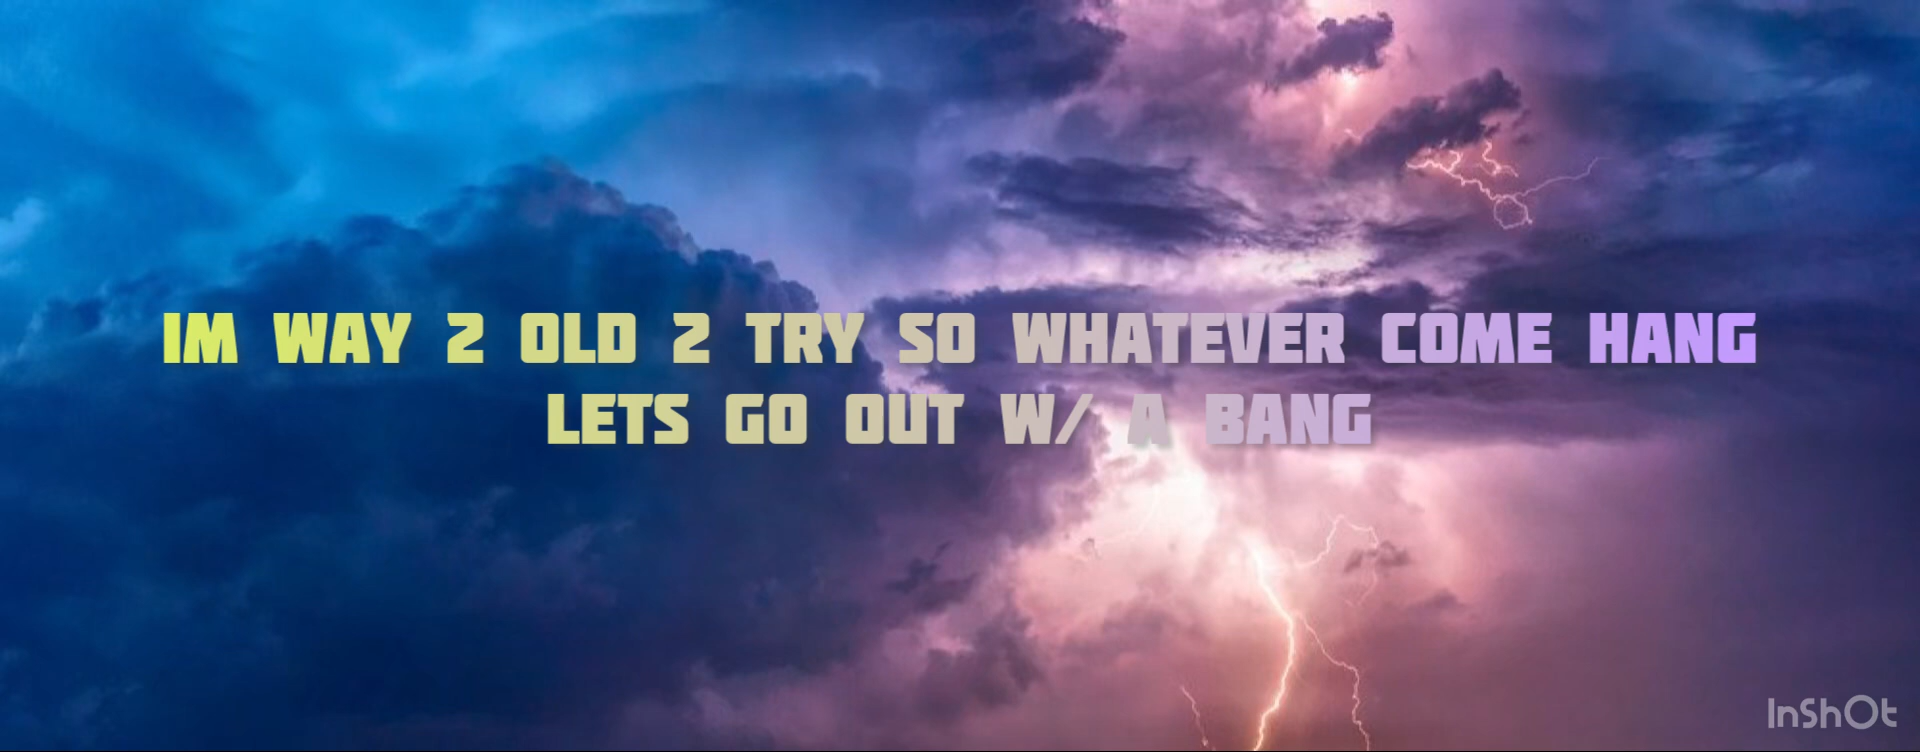 IM WAY 2 OLD 2 TRY SO WHATEVER COME HANG
LETS GO OUT W/ A BANG
InShOt